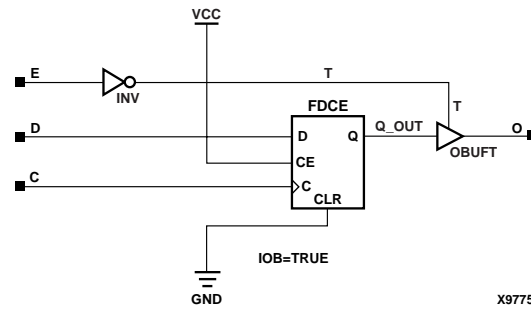 VCC
E
T
INV
FDCE
T
D
D
Q
Q_OUT
O
CE
OBUFT
C
C
CLR
IOB=TRUE
GND
X9775